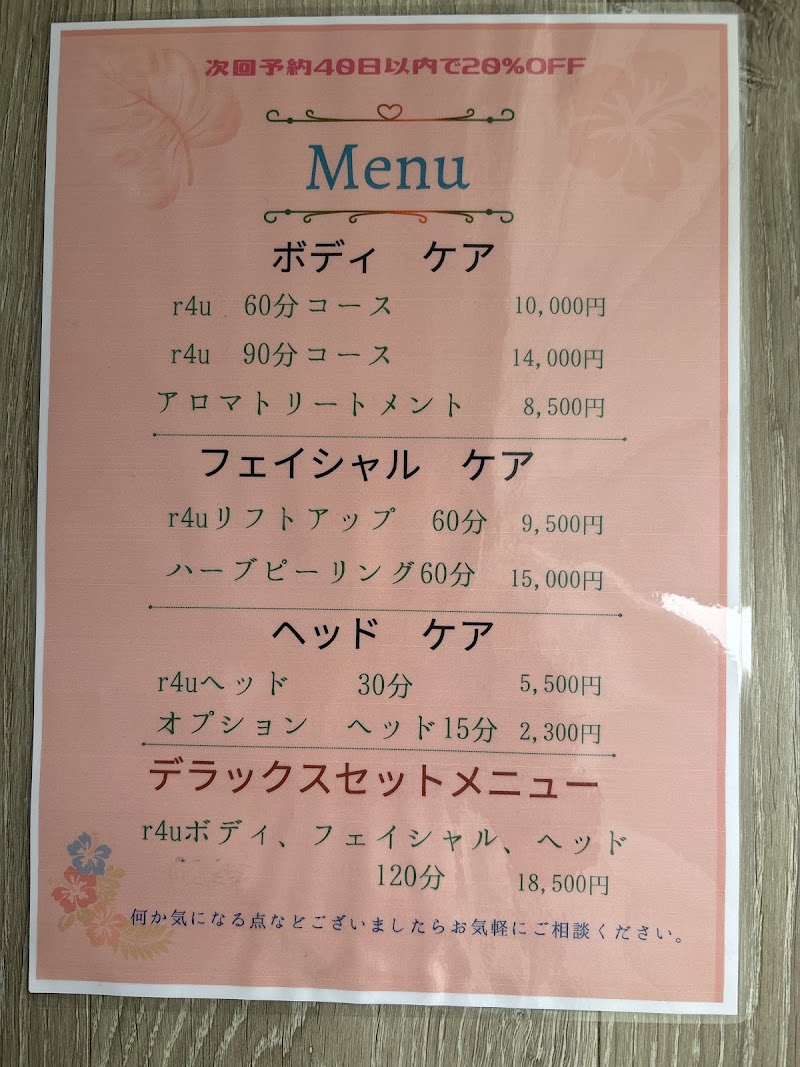 次回予約40日以内で20%OFF
Menu
ボディ　ケア
r4u　60分コース　10,000円
r4u　90分コース　14,000円
アロマトリートメント　8,500円
フェイシャル　ケア
r4uリフトアップ　60分　9,500円
ハーブピーリング60分　15,000円
ヘッド　ケア
r4uヘッド　30分　5,500円
オプション　ヘッド15分　2,300円
デラックスセットメニュー
r4uボディ、フェイシャル、ヘッド
120分　18,500円
何か気になる点などございましたらお気軽にご相談ください。